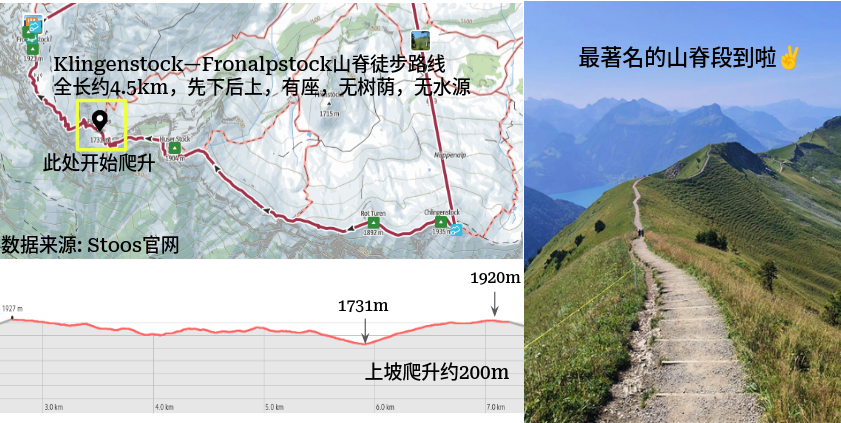 Klingenstock—Fronalpstock山脊徒步路线
全长约4.5km，先下后上，有座，无树荫，无水源
1715 m
1731
此处开始爬升
Huser Stock
1904 m
Näppenalp
Rot Turen
1892 m
Chlingenstock
1935 m
数据来源: Stoos官网
1920m
1927 m
1731m
上坡爬升约200m
3.0 km
4.0 km
5.0 km
6.0 km
7.0 km
最著名的山脊段到啦✌